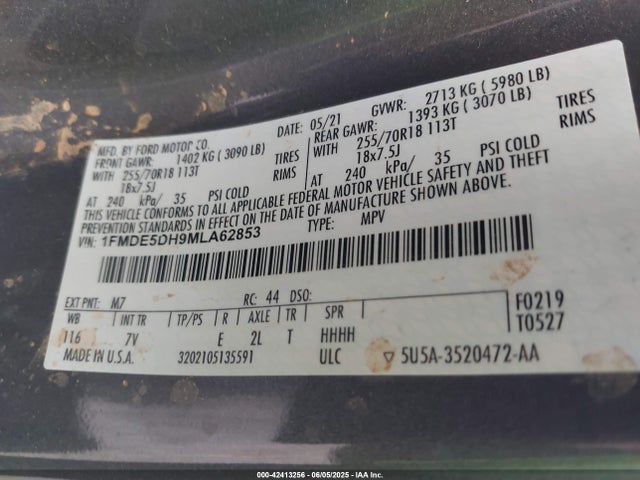 MFD. BY FORD MOTOR CO.
DATE: 05/21 GVWR: 2713 KG ( 5980 LB)
FRONT GAWR: 1402 KG ( 3090 LB) REAR GAWR: 1393 KG ( 3070 LB)
WITH 255/70R18 113T TIRES WITH 255/70R18 113T TIRES
18x7.5J RIMS 18x7.5J RIMS
AT 240 kPa/ 35 PSI COLD AT 240 kPa/ 35 PSI COLD
THIS VEHICLE CONFORMS TO ALL APPLICABLE FEDERAL MOTOR VEHICLE SAFETY AND THEFT
PREVENTION STANDARDS IN EFFECT ON THE DATE OF MANUFACTURE SHOWN ABOVE.
VIN: 1FMDE5DH9MLA62853 TYPE: MPV
EXT PNT: M7 RC: 44 DSO: F0219
WB INT TR TP/PS R AXLE TR SPR T0527
116 7V E 2L T HHHH
MADE IN U.S.A. 3202105135591 ULC ▽ 5U5A-3520472-AA
000-42413256 - 06/05/2025 - IAA Inc.